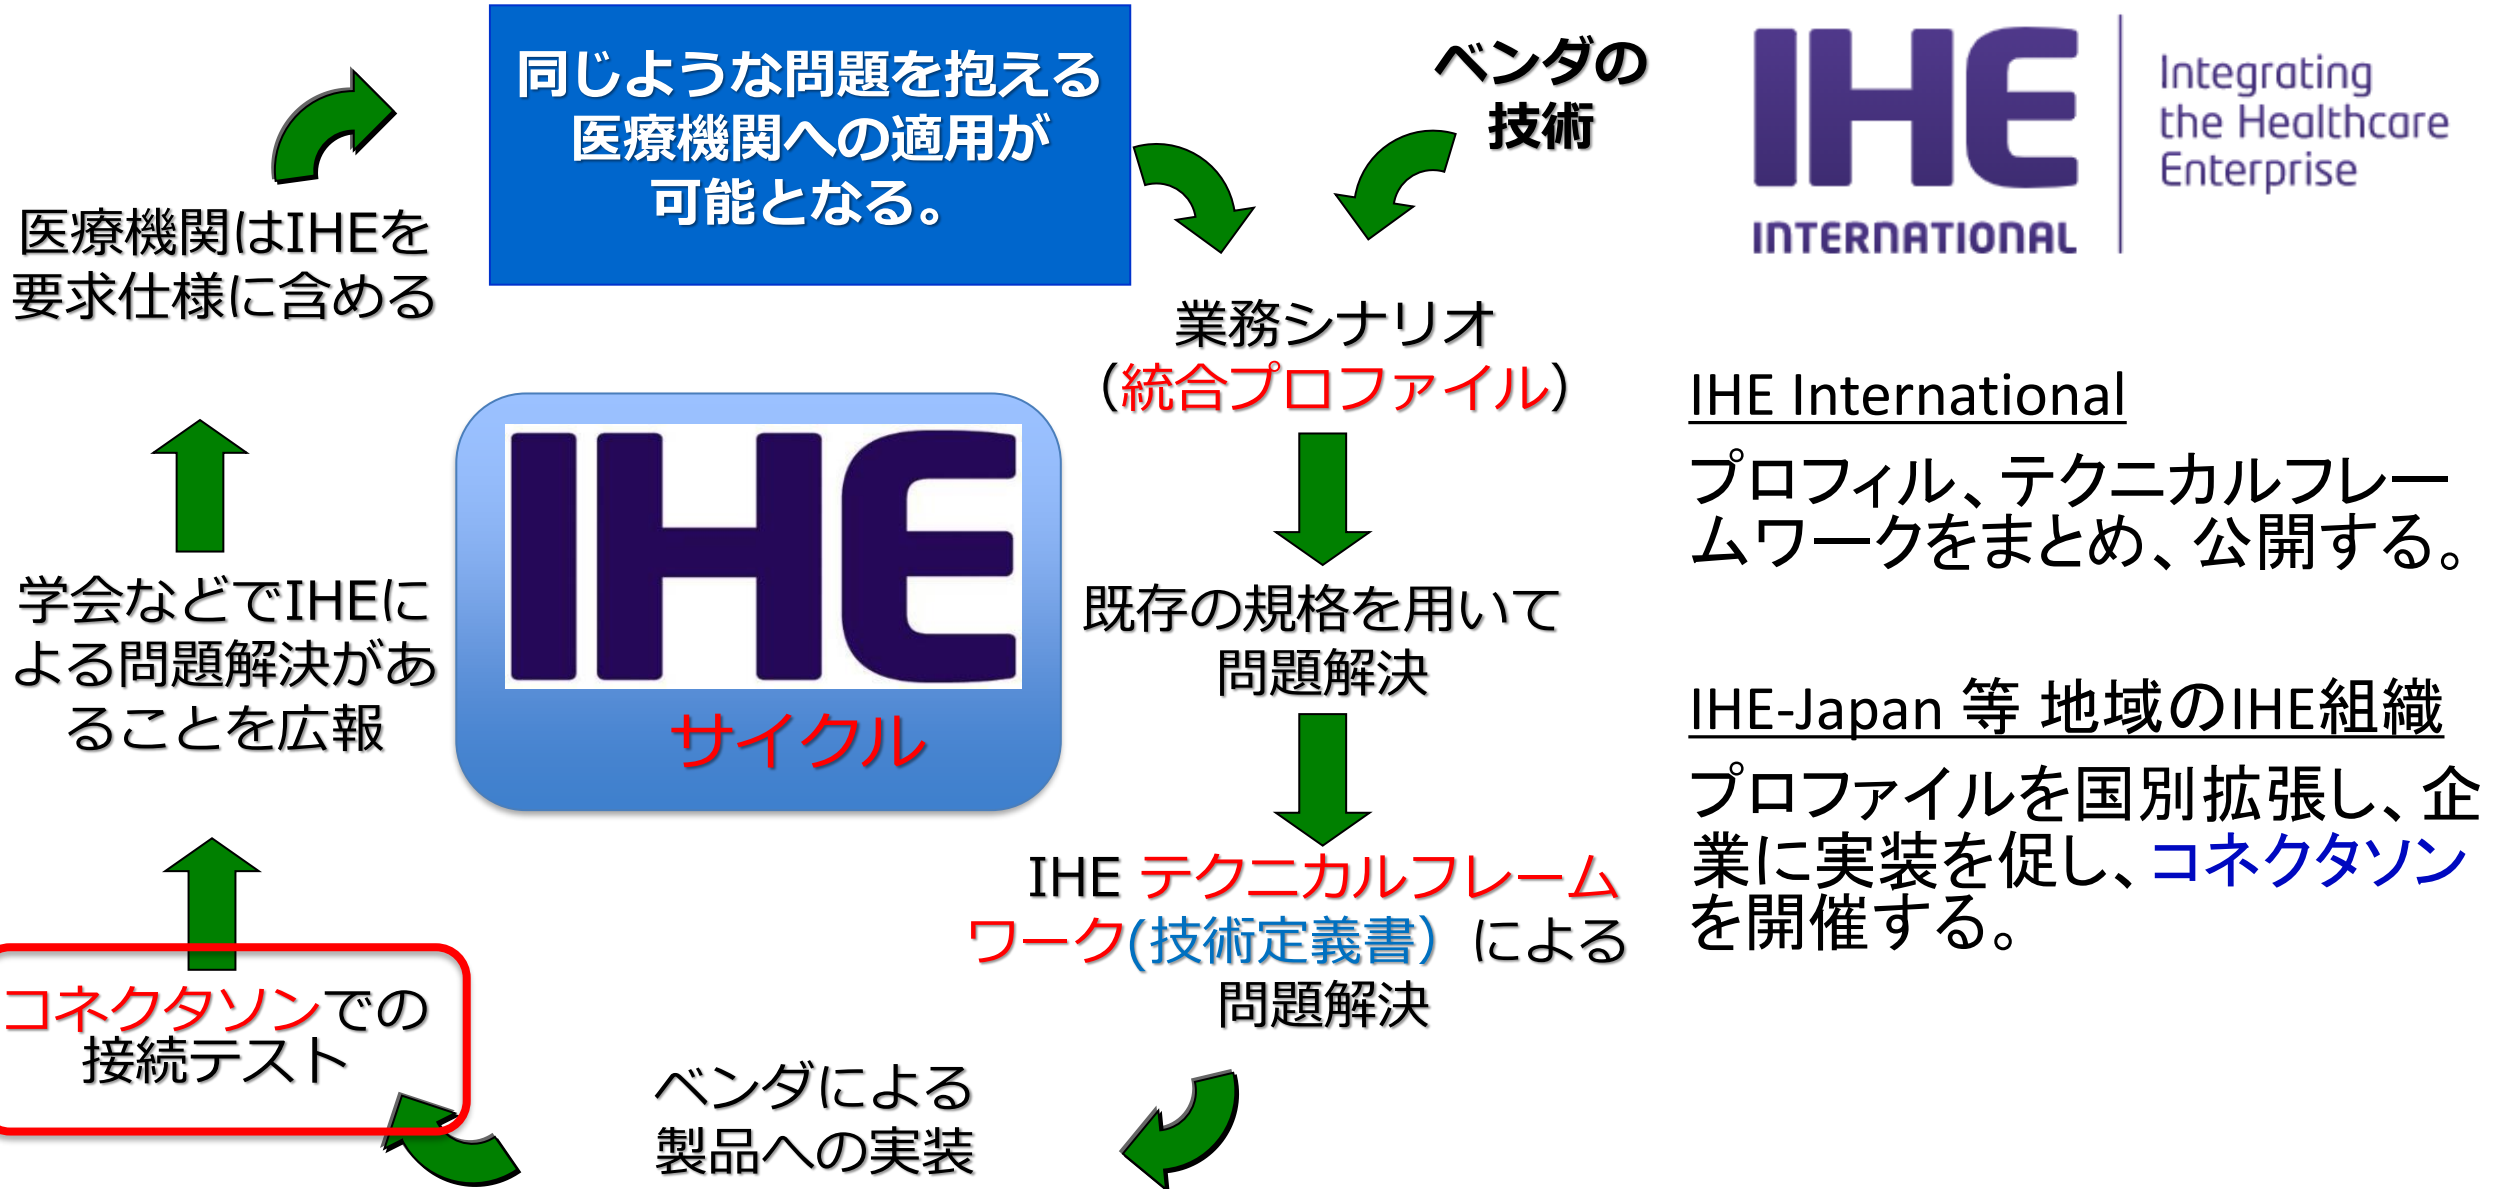 同じような問題を抱える
医療機関への適用が
可能となる。
ベンダの
技術
IHE
INTERNATIONAL
Integrating
the Healthcare
Enterprise
医療機関はIHEを
要求仕様に含める
業務シナリオ
（統合プロファイル）
IHE
サイクル
学会などでIHEに
よる問題解決があ
ることを広報
既存の規格を用いて
問題解決
IHE テクニカルフレーム
ワーク(技術定義書）による
問題解決
コネクタソンでの
接続テスト
ベンダによる
製品への実装
IHE International
プロフィル、テクニカルフレー
ムワークをまとめ、公開する。
IHE-Japan 等 地域のIHE組織
プロファイルを国別拡張し、企
業に実装を促し、コネクタソン
を開催する。